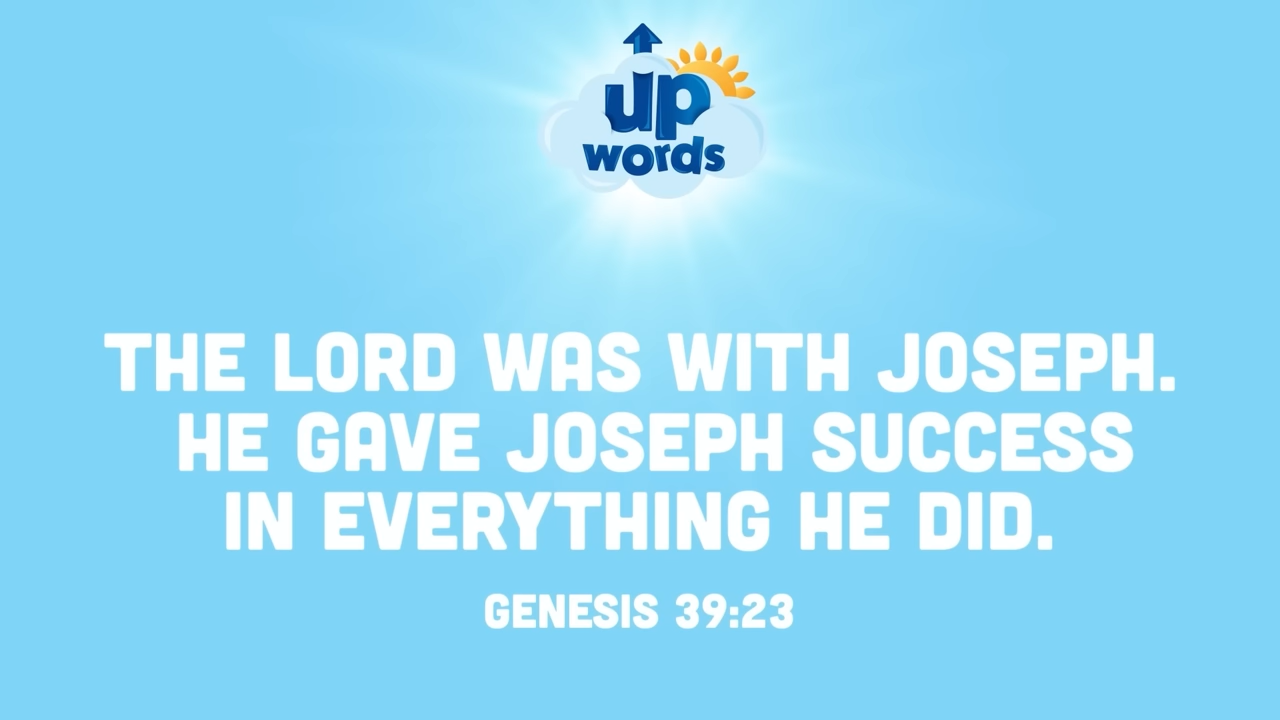 up
words
THE LORD WAS WITH JOSEPH.
HE GAVE JOSEPH SUCCESS
IN EVERYTHING HE DID.
GENESIS 39:23